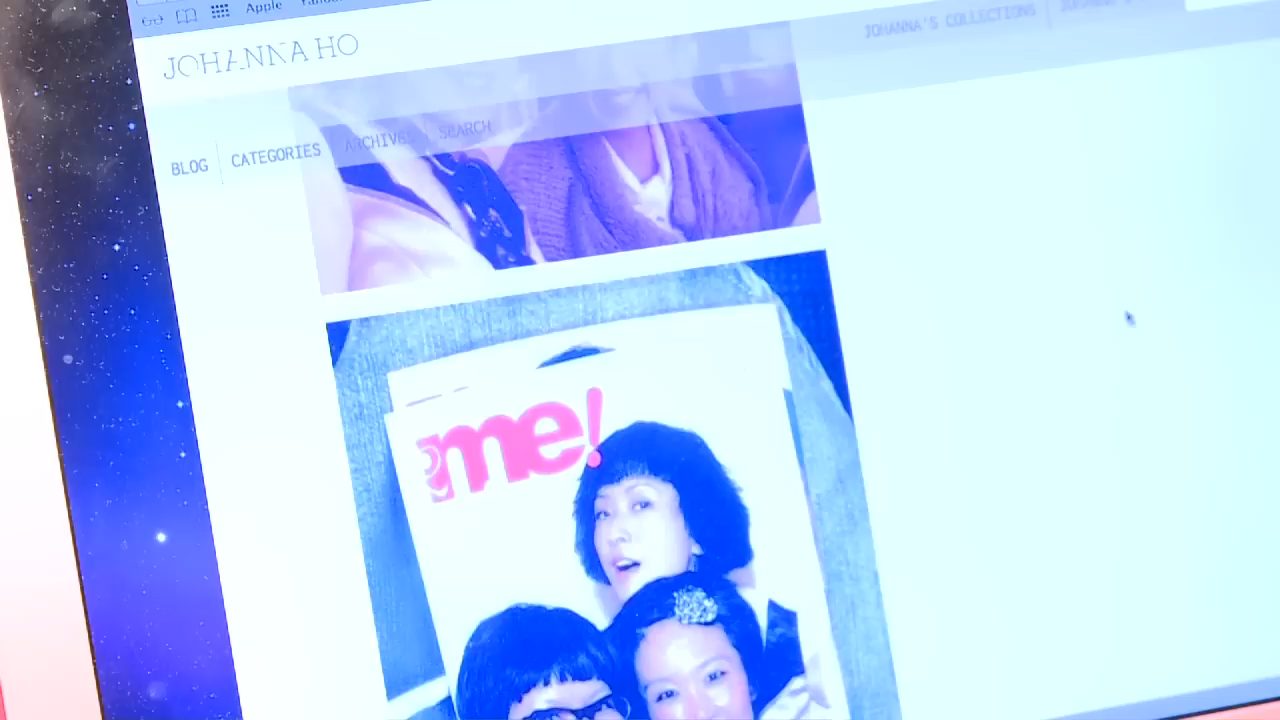 Apple
JOHANNA HO
JOHANNA'S COLLECTIONS
BLOG
CATEGORIES
ARCHIVES
SEARCH
me!